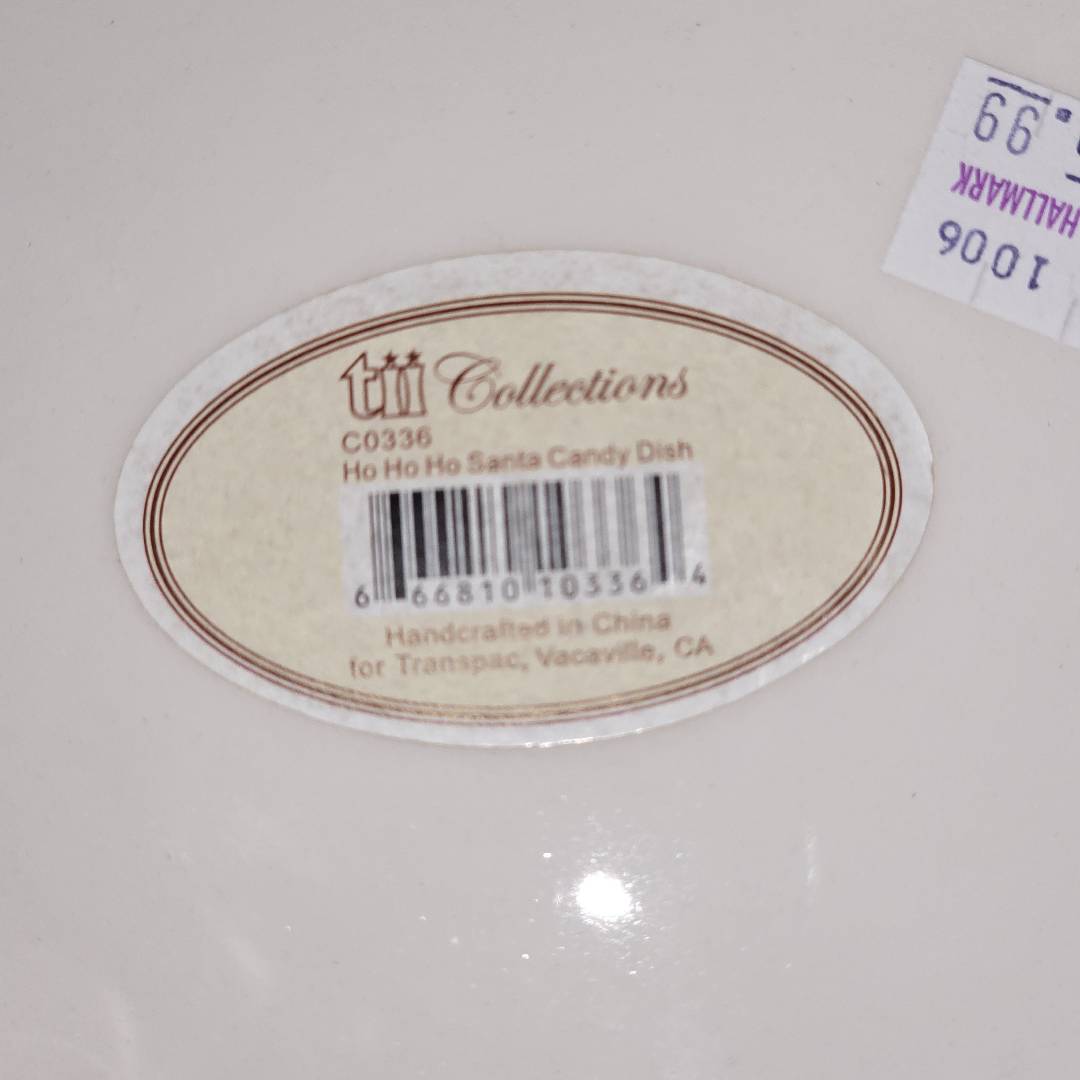 tii Collections
C0336
Ho Ho Ho Santa Candy Dish
6 66810 10336 4
Handcrafted in China
for Transpac, Vacaville, CA
.99
HALLMARK
1006